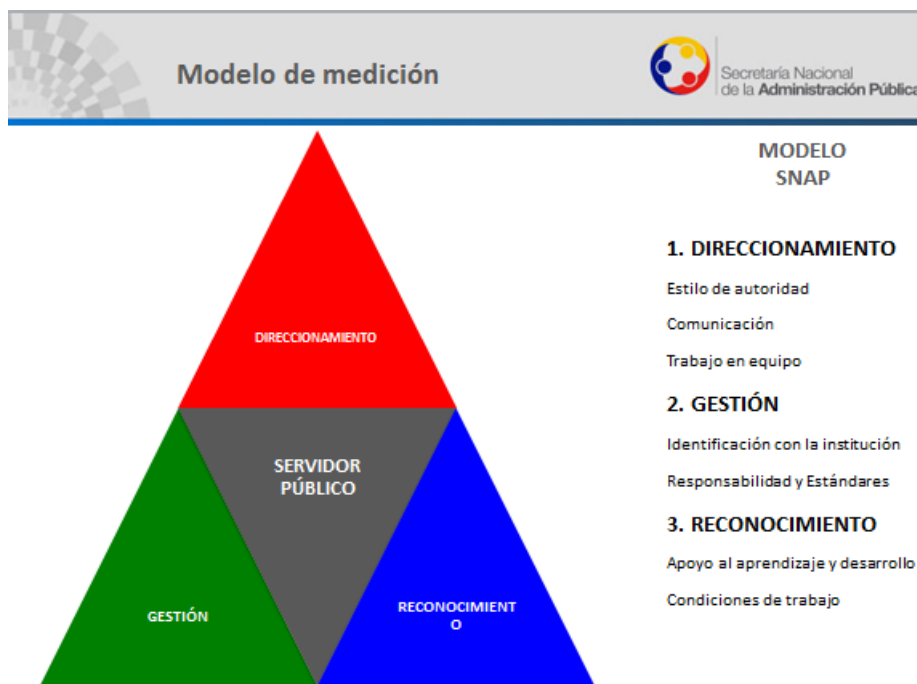 Modelo de medición
Secretaría Nacional
de la Administración Pública
MODELO
SNAP
DIRECCIONAMIENTO
SERVIDOR
PÚBLICO
GESTIÓN
RECONOCIMIENT
O
1. DIRECCIONAMIENTO
Estilo de autoridad
Comunicación
Trabajo en equipo
2. GESTIÓN
Identificación con la institución
Responsabilidad y Estándares
3. RECONOCIMIENTO
Apoyo al aprendizaje y desarrollo
Condiciones de trabajo